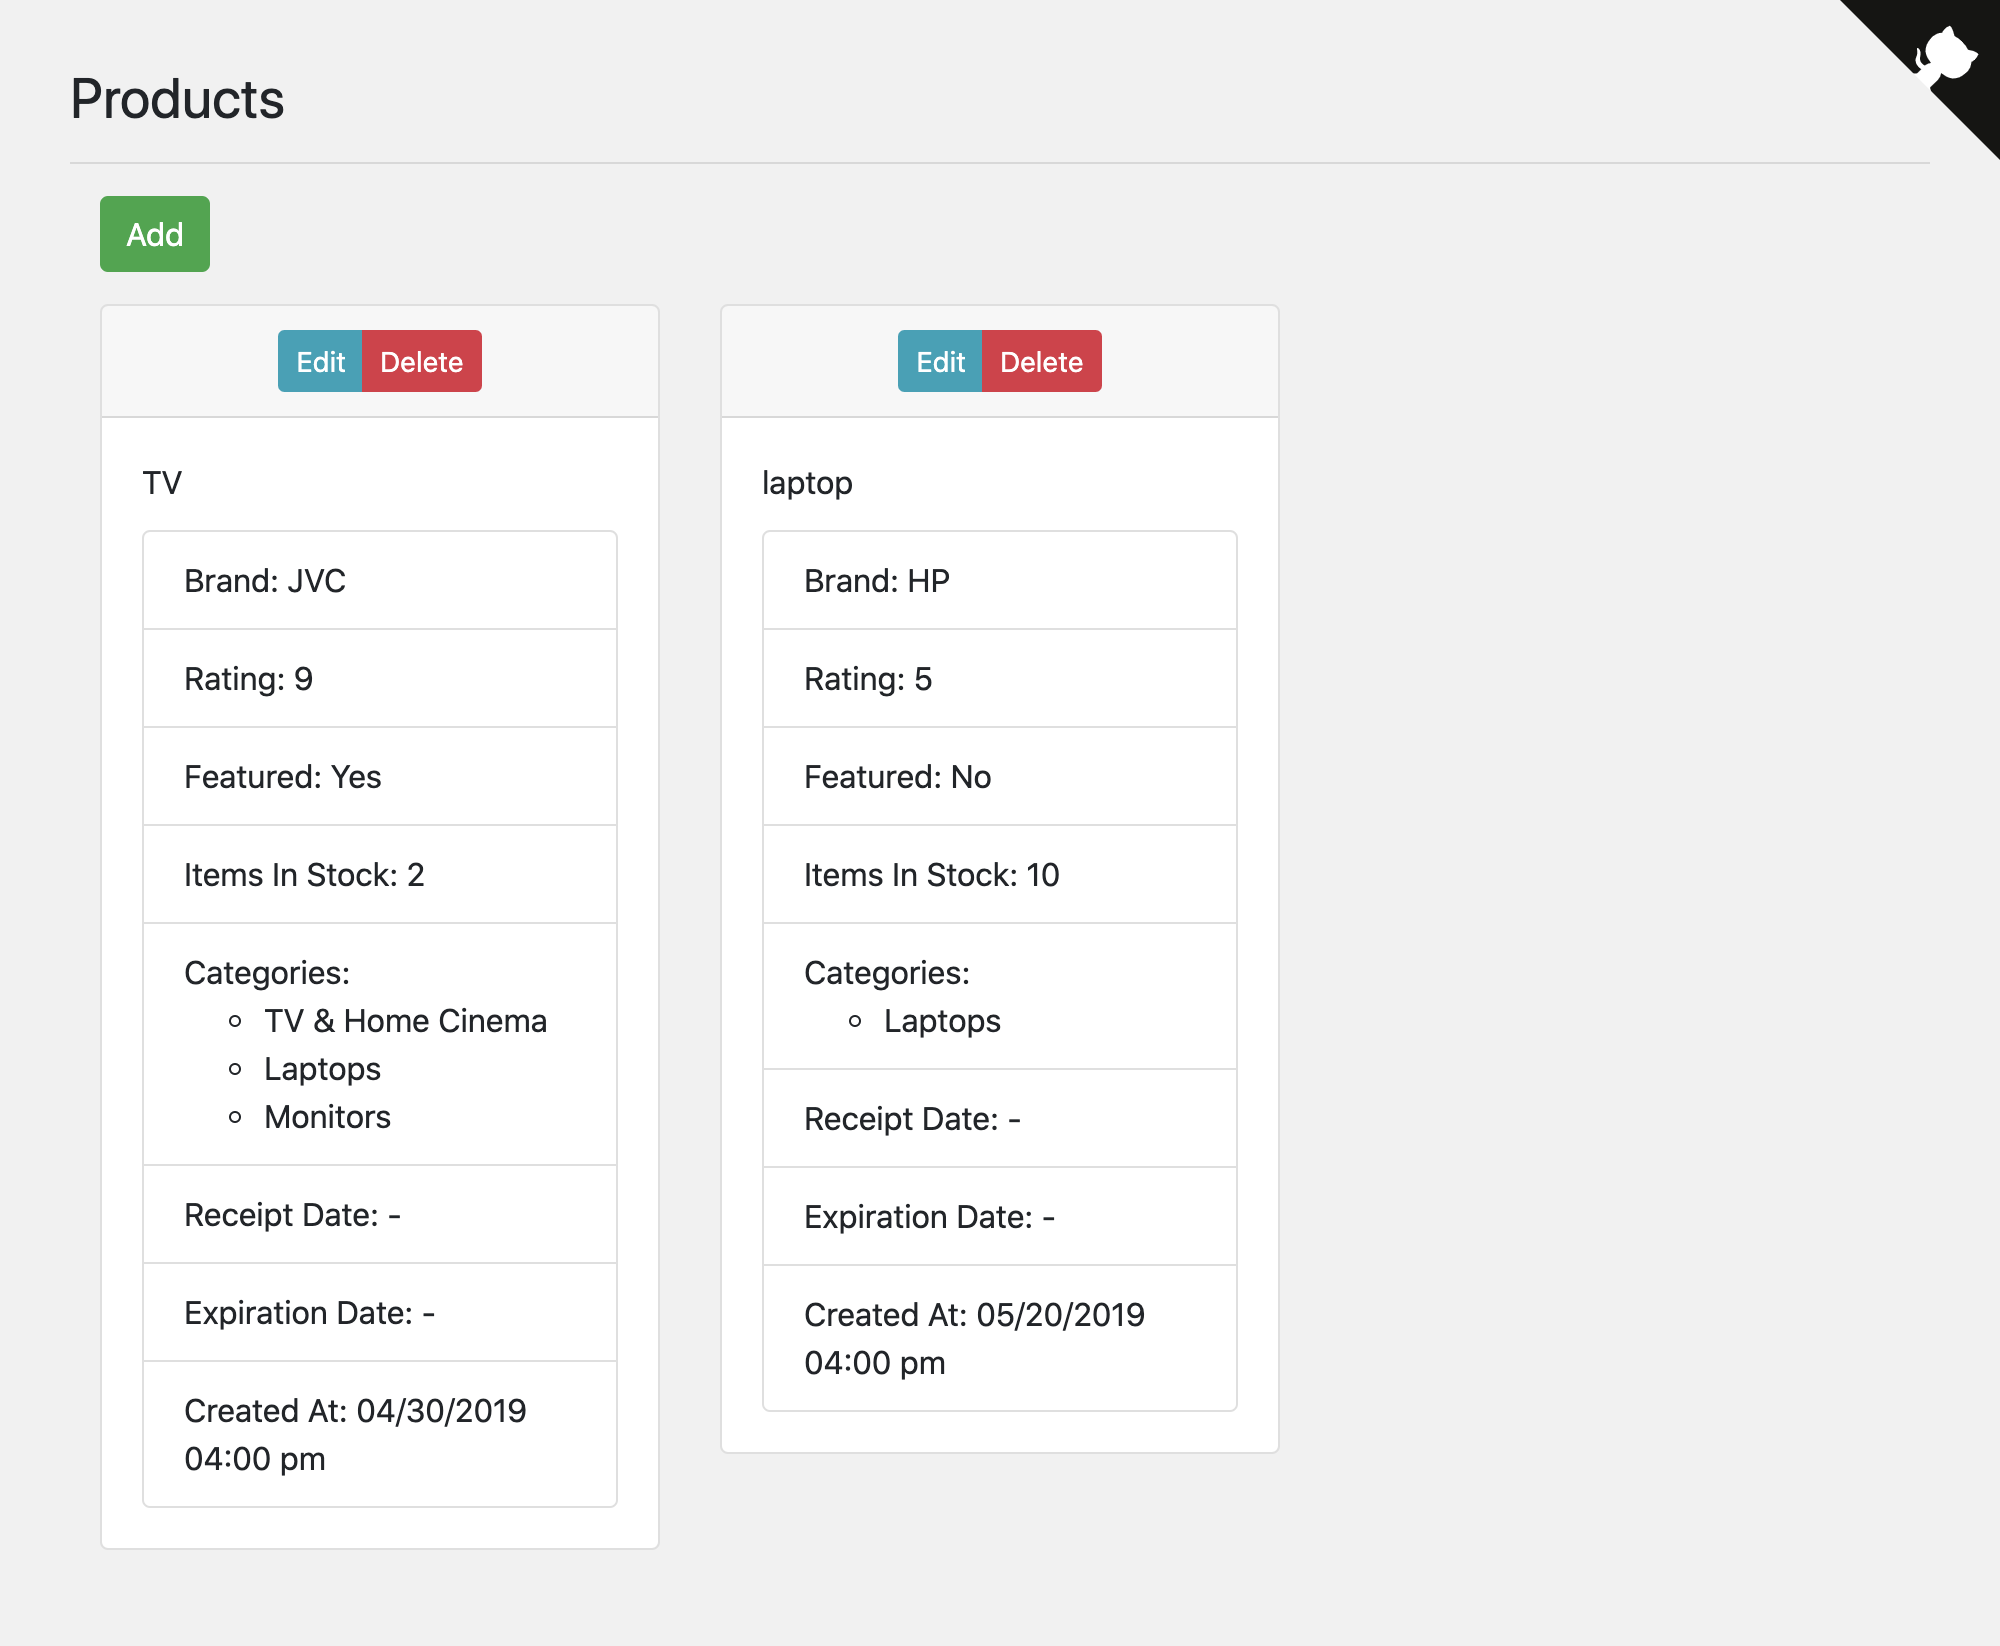 Products
Add
Edit Delete
TV
Brand: JVC
Rating: 9
Featured: Yes
Items In Stock: 2
Categories:
TV & Home Cinema
Laptops
Monitors
Receipt Date: -
Expiration Date: -
Created At: 04/30/2019
04:00 pm
Edit Delete
laptop
Brand: HP
Rating: 5
Featured: No
Items In Stock: 10
Categories:
Laptops
Receipt Date: -
Expiration Date: -
Created At: 05/20/2019
04:00 pm